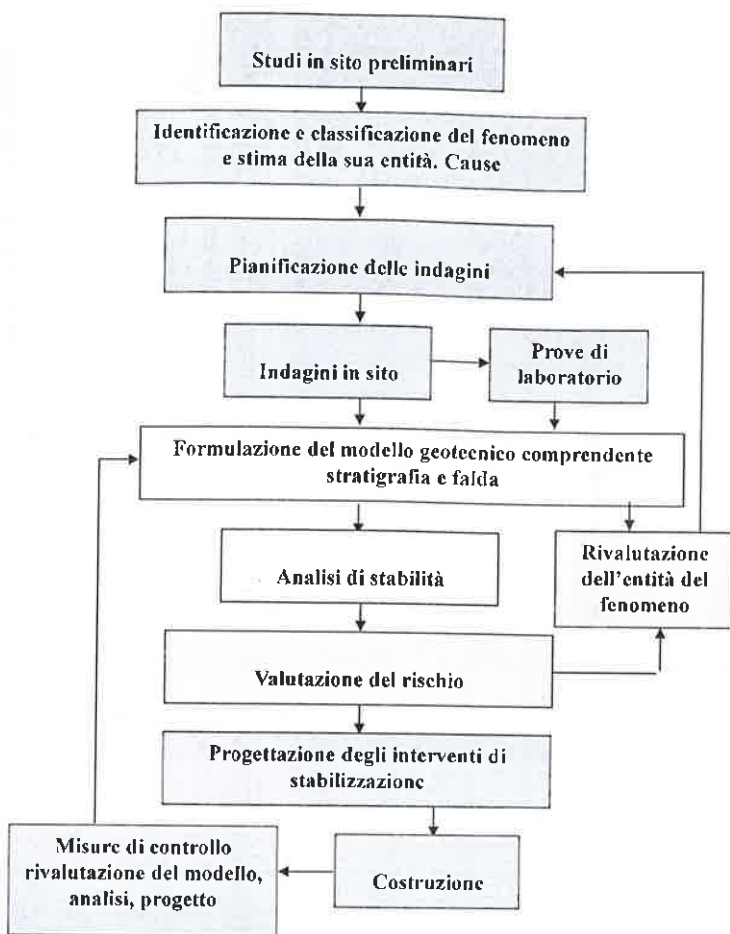 Studi in sito preliminari
Identificazione e classificazione del fenomeno
e stima della sua entità. Cause
Pianificazione delle indagini
Indagini in sito
Prove di
laboratorio
Formulazione del modello geotecnico comprendente
stratigrafia e falda
Analisi di stabilità
Rivalutazione
dell'entità del
fenomeno
Valutazione del rischio
Progettazione degli interventi di
stabilizzazione
Misure di controllo
rivalutazione del modello,
analisi, progetto
Costruzione